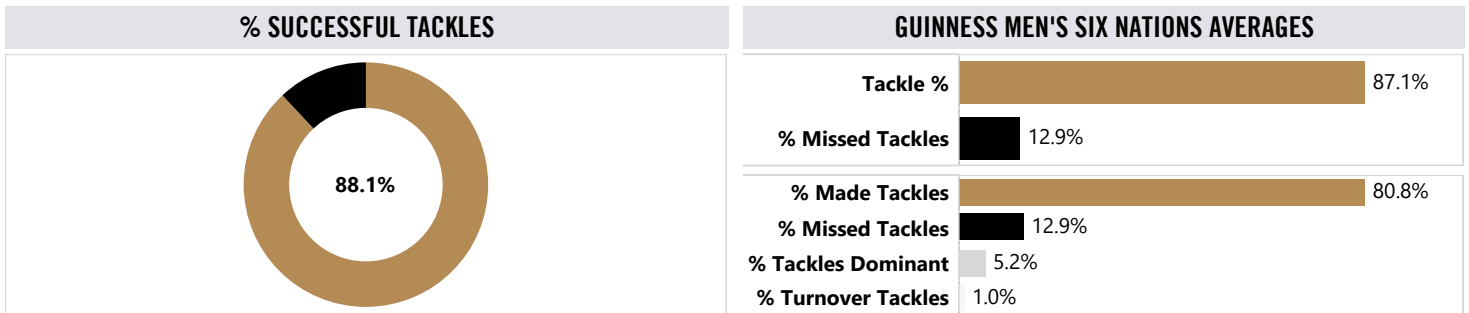 % SUCCESSFUL TACKLES
88.1%
GUINNESS MEN'S SIX NATIONS AVERAGES
Tackle % 87.1%
% Missed Tackles 12.9%
% Made Tackles 80.8%
% Missed Tackles 12.9%
% Tackles Dominant 5.2%
% Turnover Tackles 1.0%